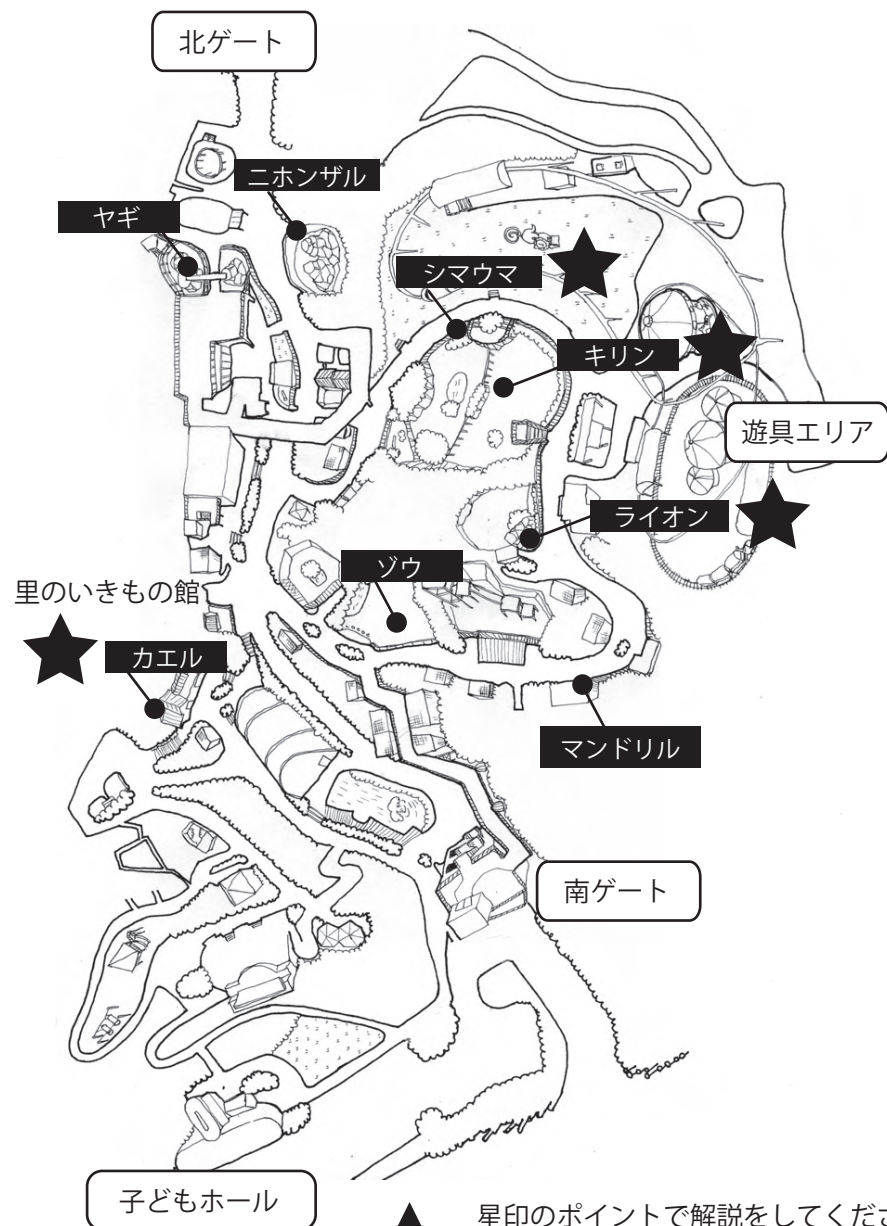 北ゲート
ニホンザル
ヤギ
シマウマ
キリン
遊具エリア
ライオン
ゾウ
里のいきもの館
カエル
マンドリル
南ゲート
子どもホール
星印のポイントで解説をしてくださ